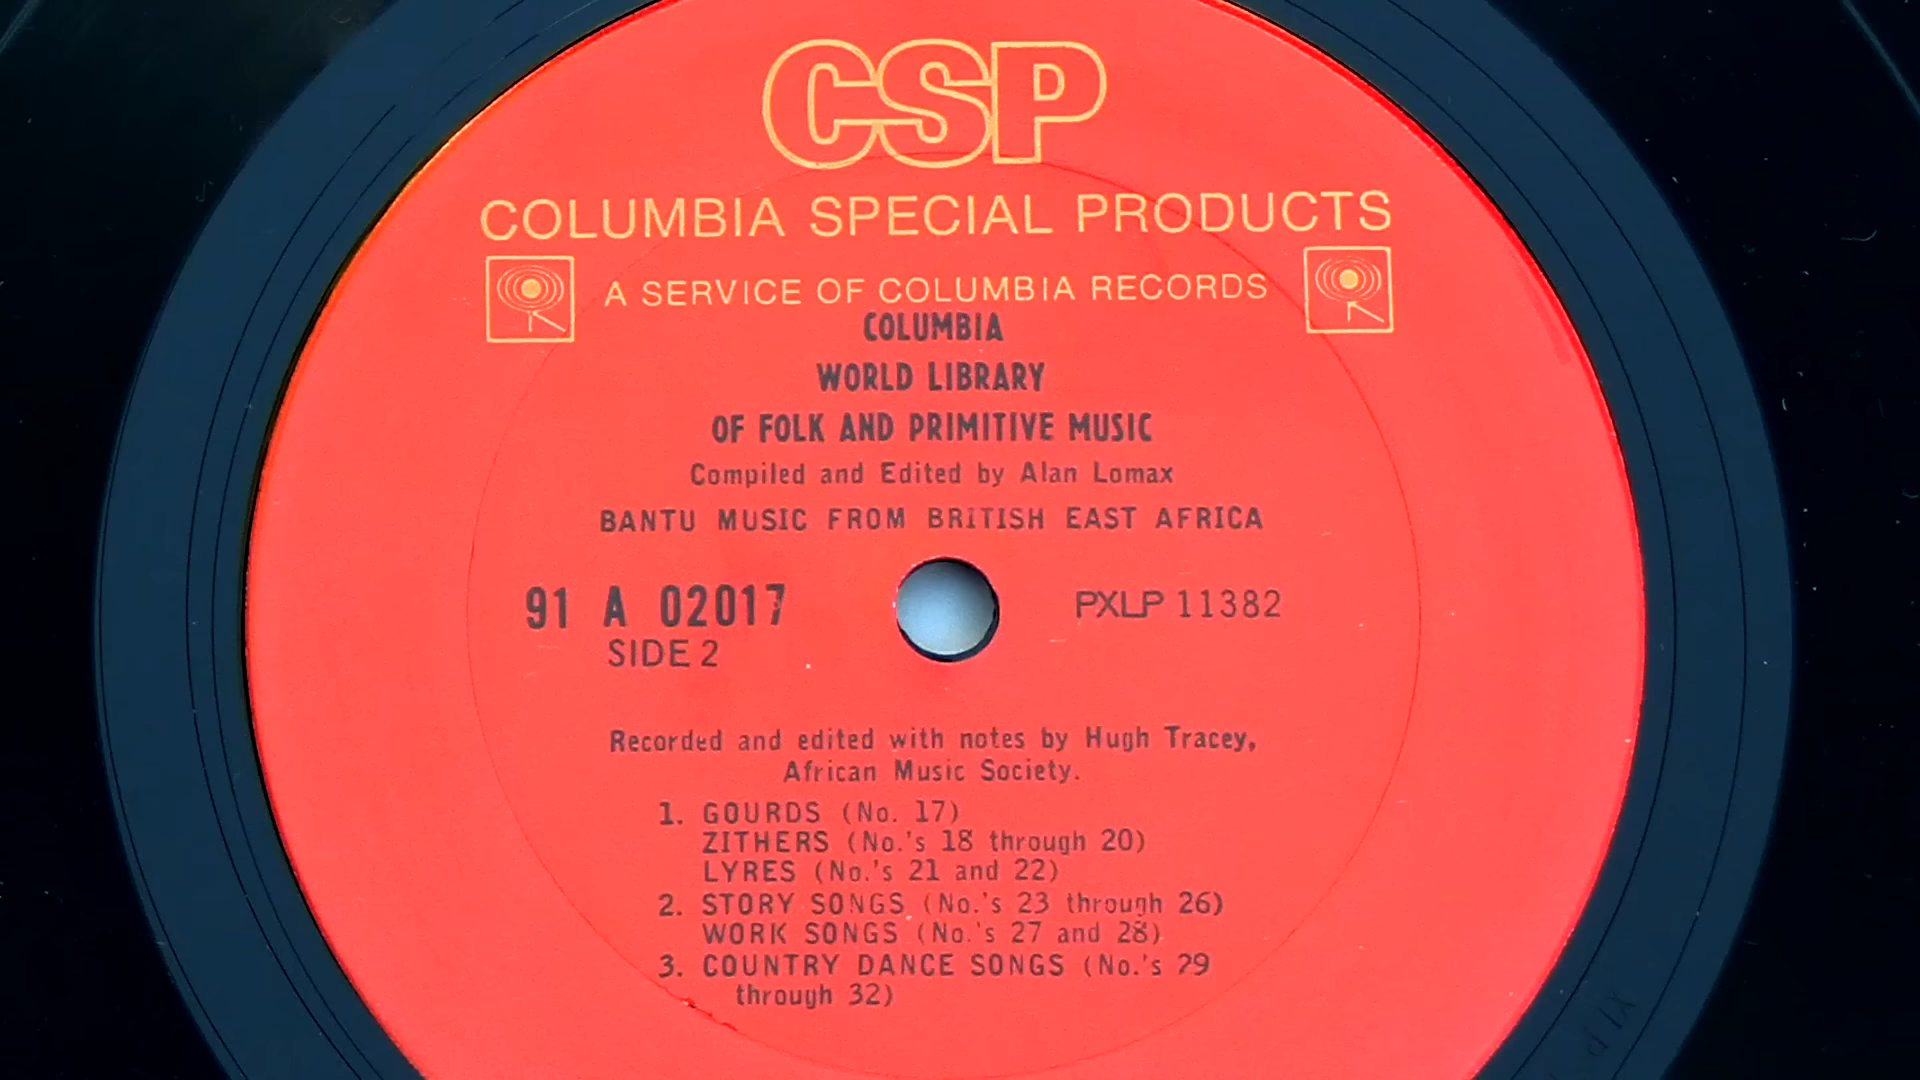 CSP
COLUMBIA SPECIAL PRODUCTS
A SERVICE OF COLUMBIA RECORDS
COLUMBIA
WORLD LIBRARY
OF FOLK AND PRIMITIVE MUSIC
Compiled and Edited by Alan Lomax
BANTU MUSIC FROM BRITISH EAST AFRICA
91 A 02017 PXLP 11382
SIDE 2
Recorded and edited with notes by Hugh Tracey,
African Music Society.
1. GOURDS (No. 17)
ZITHERS (No.'s 18 through 20)
LYRES (No.'s 21 and 22)
2. STORY SONGS (No.'s 23 through 26)
WORK SONGS (No.'s 27 and 28)
3. COUNTRY DANCE SONGS (No.'s 29
through 32)